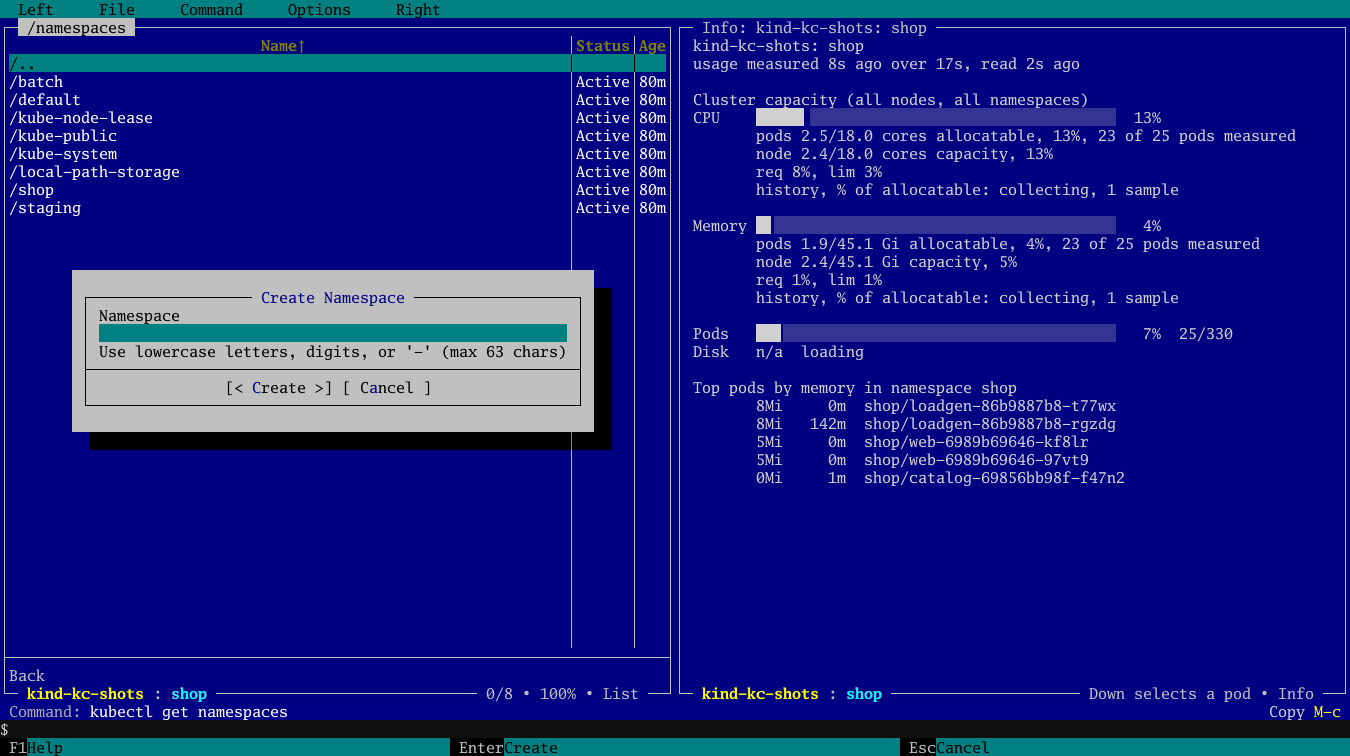 Left File Command Options Right
/namespaces
Name↑ Status Age
/..
/batch Active 80m
/default Active 80m
/kube-node-lease Active 80m
/kube-public Active 80m
/kube-system Active 80m
/local-path-storage Active 80m
/shop Active 80m
/staging Active 80m
Create Namespace
Namespace
Use lowercase letters, digits, or '-' (max 63 chars)
[< Create >] [ Cancel ]
Back
kind-kc-shots : shop 0/8 • 100% • List
Info: kind-kc-shots: shop
kind-kc-shots: shop
usage measured 8s ago over 17s, read 2s ago
Cluster capacity (all nodes, all namespaces)
CPU 13%
pods 2.5/18.0 cores allocatable, 13%, 23 of 25 pods measured
node 2.4/18.0 cores capacity, 13%
req 8%, lim 3%
history, % of allocatable: collecting, 1 sample
Memory 4%
pods 1.9/45.1 Gi allocatable, 4%, 23 of 25 pods measured
node 2.4/45.1 Gi capacity, 5%
req 1%, lim 1%
history, % of allocatable: collecting, 1 sample
Pods 7% 25/330
Disk n/a loading
Top pods by memory in namespace shop
8Mi 0m shop/loadgen-86b9887b8-t77wx
8Mi 142m shop/loadgen-86b9887b8-rgzdg
5Mi 0m shop/web-6989b69646-kf8lr
5Mi 0m shop/web-6989b69646-97vt9
0Mi 1m shop/catalog-69856bb98f-f47n2
kind-kc-shots : shop Down selects a pod • Info
Command: kubectl get namespaces Copy M-c
$
F1Help EnterCreate EscCancel